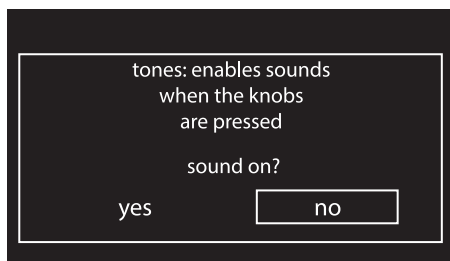 tones: enables sounds
when the knobs
are pressed
sound on?
yes no